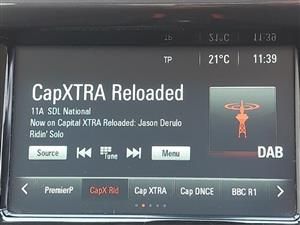 TP 21°C 11:39
CapXTRA Reloaded
11A SDL National
Now on Capital XTRA Reloaded: Jason Derulo
Ridin' Solo
Source Tune Menu
DAB
PremierP CapX Rld Cap XTRA Cap DNCE BBC R1